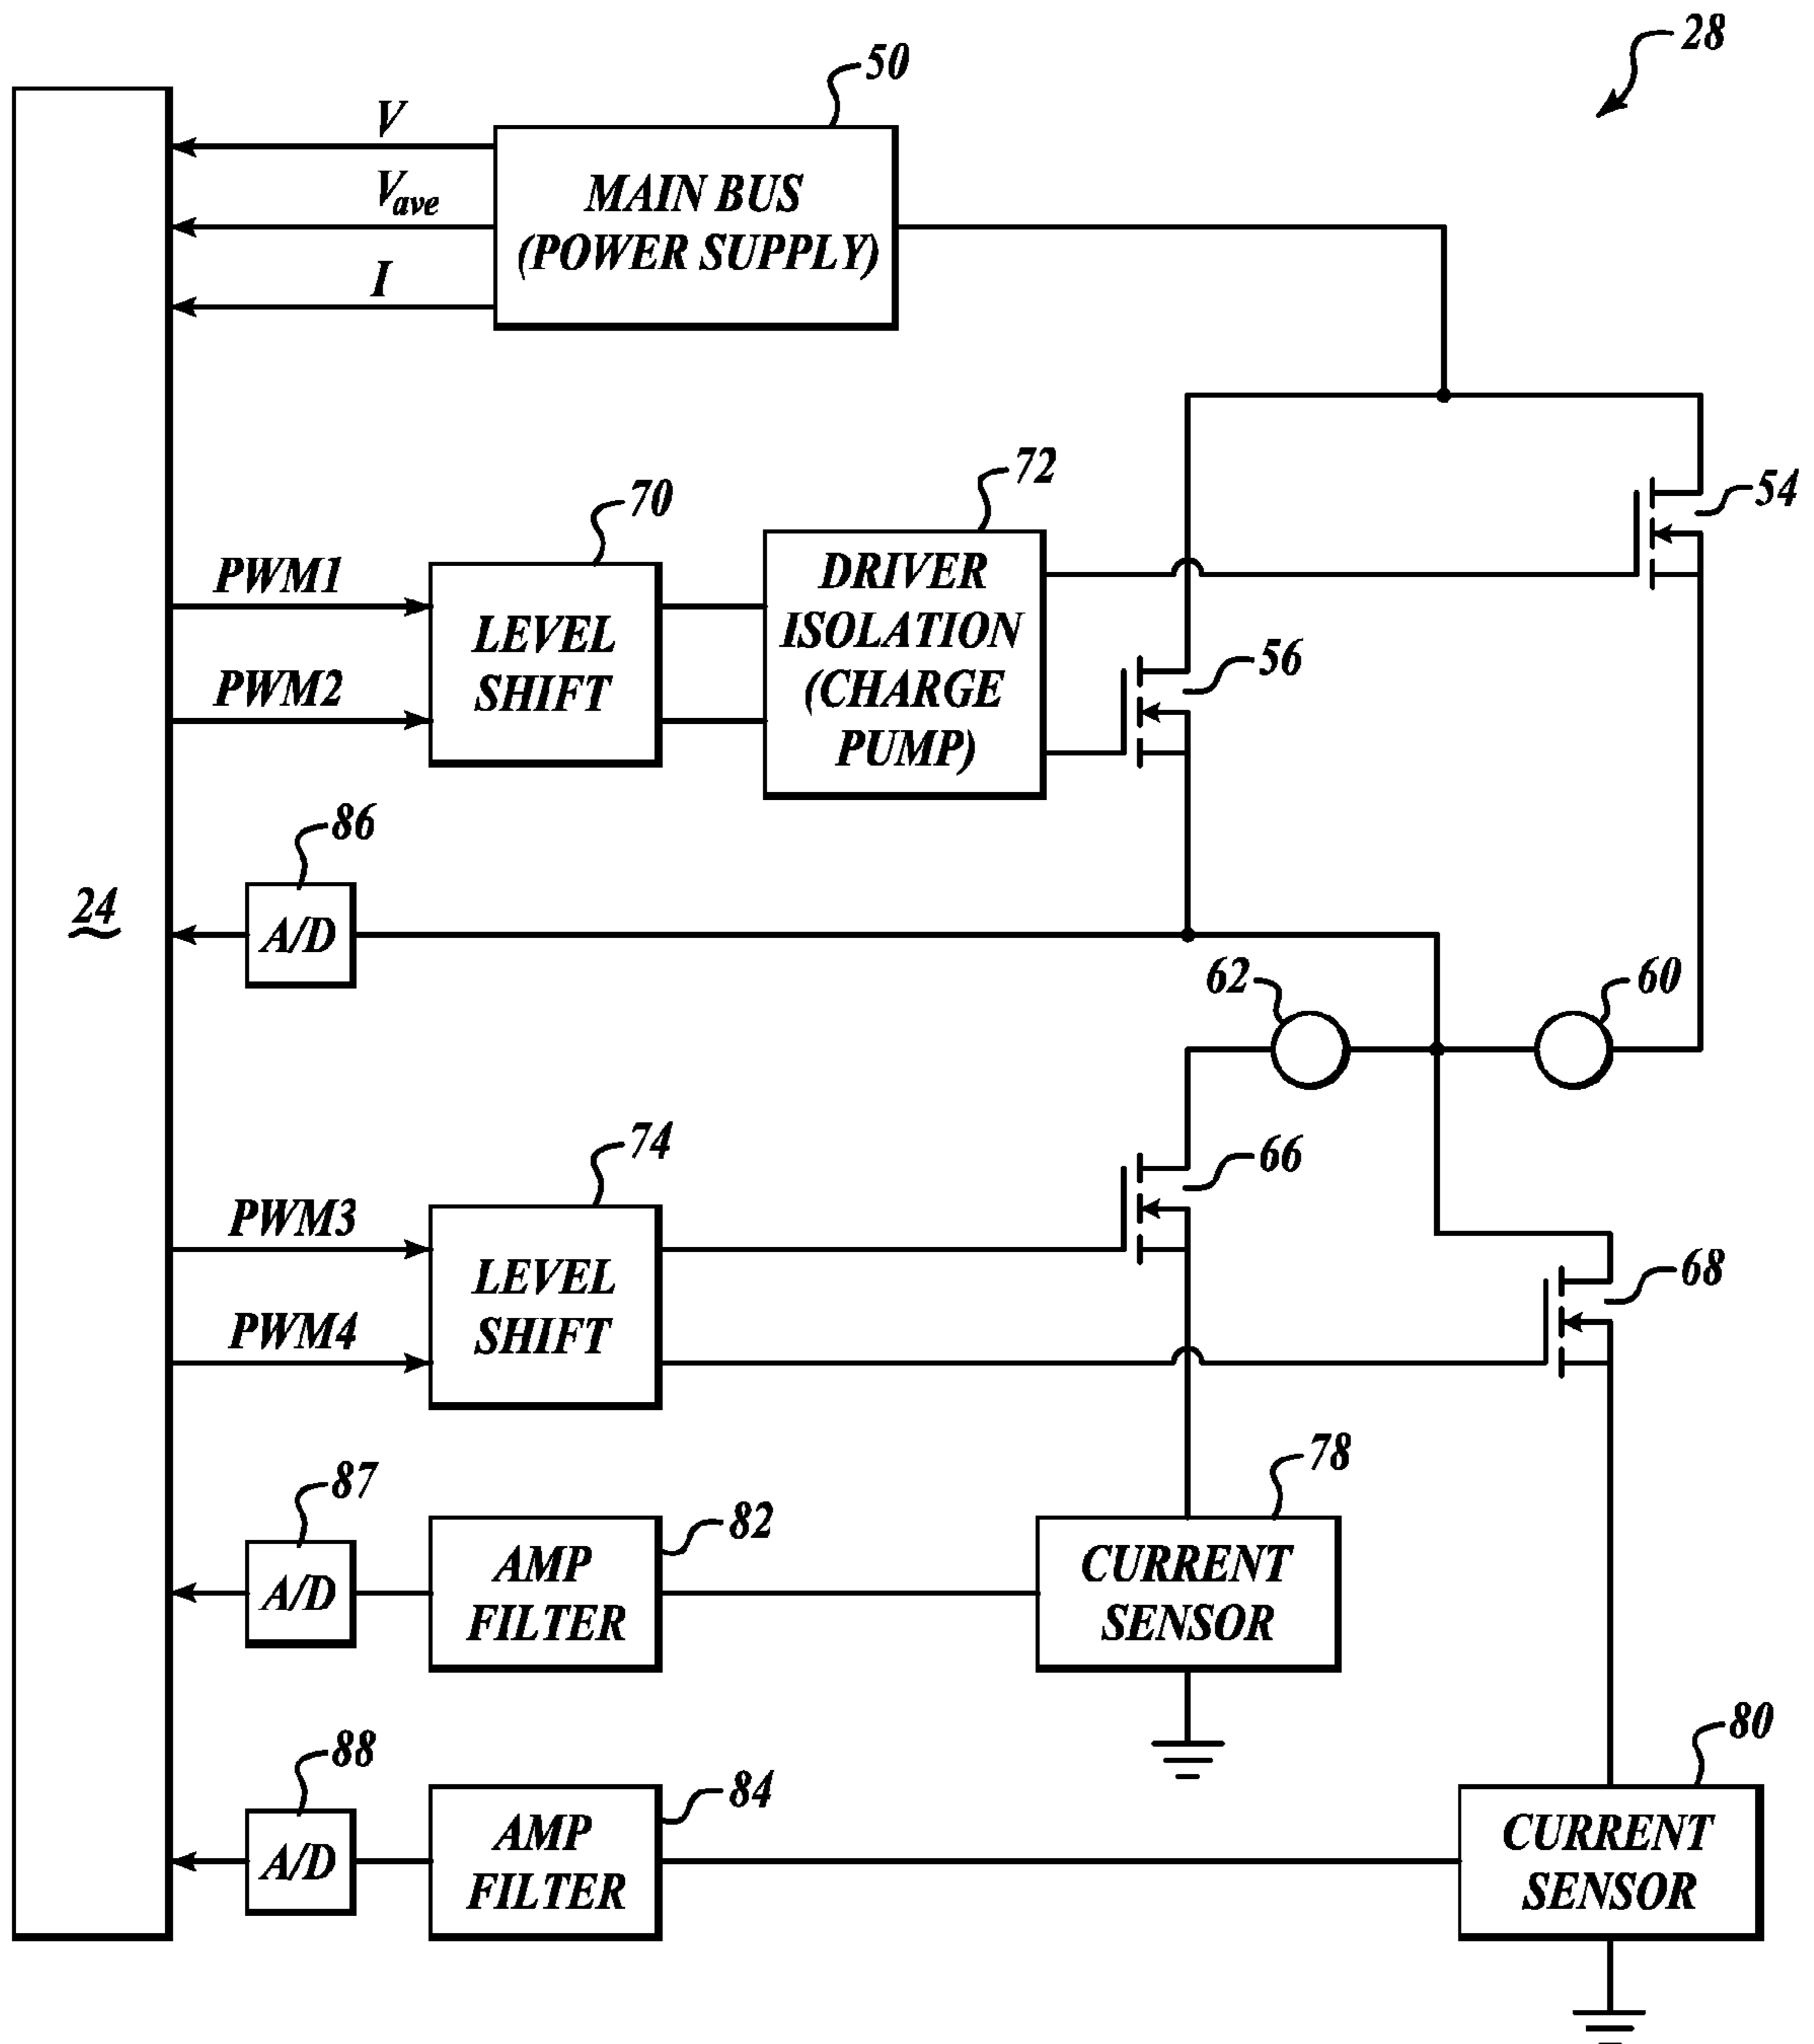 28
50
V
V_ave
I
MAIN BUS
(POWER SUPPLY)
54
72
70
PWM1
PWM2
LEVEL
SHIFT
DRIVER
ISOLATION
(CHARGE
PUMP)
56
86
24
A/D
62
60
74
66
PWM3
PWM4
LEVEL
SHIFT
68
78
87
82
A/D
AMP
FILTER
CURRENT
SENSOR
88
84
80
A/D
AMP
FILTER
CURRENT
SENSOR